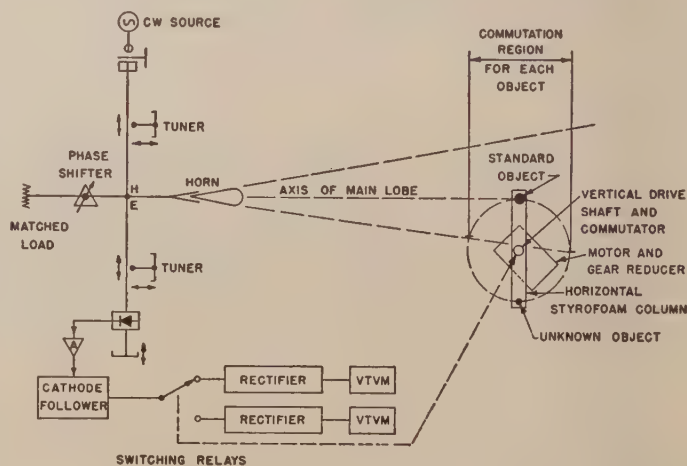 CW SOURCE
COMMUTATION
REGION
FOR EACH
OBJECT
TUNER
PHASE
SHIFTER
HORN
AXIS OF MAIN LOBE
STANDARD
OBJECT
H
E
MATCHED
LOAD
VERTICAL DRIVE
SHAFT AND
COMMUTATOR
TUNER
MOTOR AND
GEAR REDUCER
HORIZONTAL
STYROFOAM COLUMN
UNKNOWN OBJECT
A
CATHODE
FOLLOWER
RECTIFIER
VTVM
RECTIFIER
VTVM
SWITCHING RELAYS